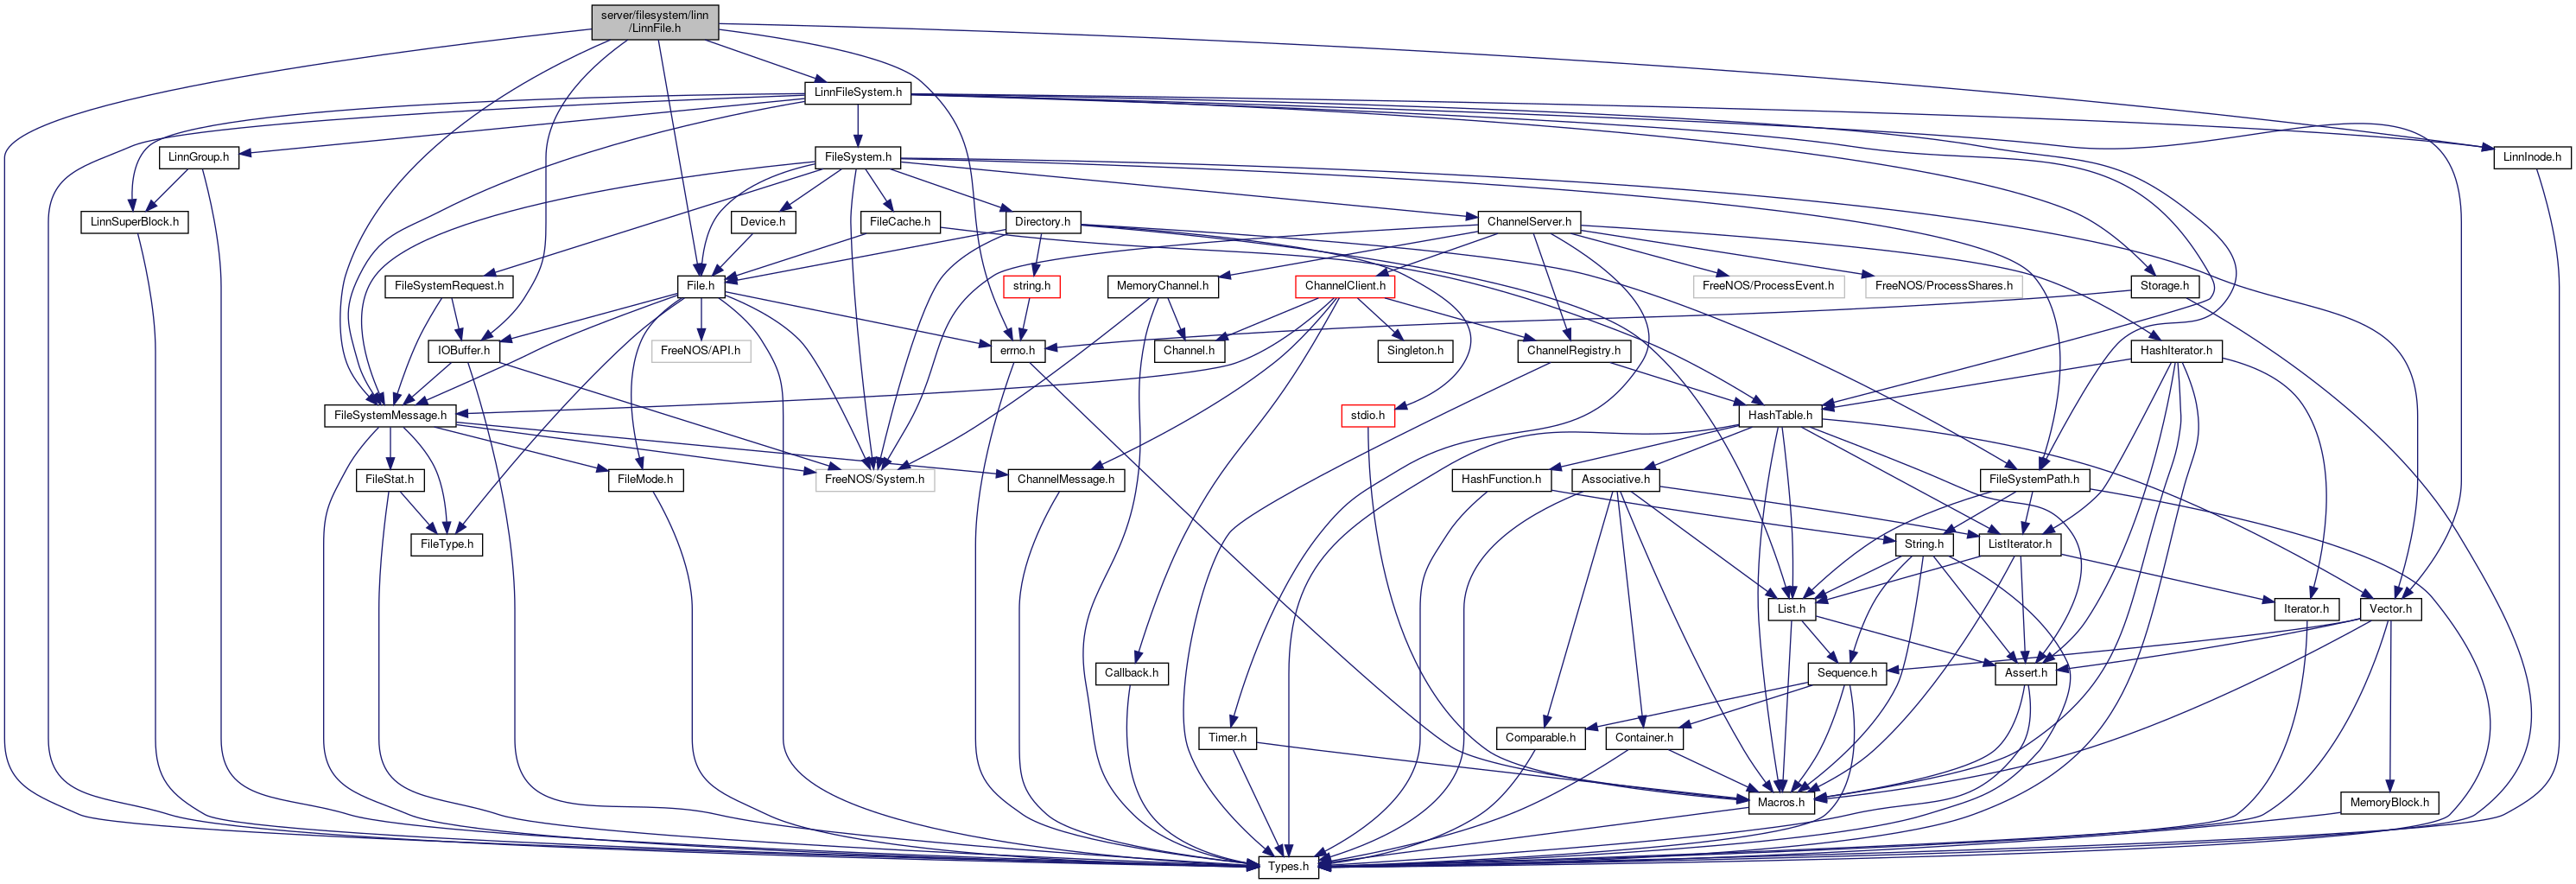 server/filesystem/linn
/LinnFile.h
LinnFileSystem.h
LinnGroup.h
FileSystem.h
LinnInode.h
LinnSuperBlock.h
Device.h
FileCache.h
Directory.h
ChannelServer.h
FileSystemRequest.h
File.h
string.h
MemoryChannel.h
ChannelClient.h
FreeNOS/ProcessEvent.h
FreeNOS/ProcessShares.h
Storage.h
IOBuffer.h
FreeNOS/API.h
errno.h
Channel.h
Singleton.h
ChannelRegistry.h
HashIterator.h
FileSystemMessage.h
stdio.h
HashTable.h
FileStat.h
FileMode.h
FreeNOS/System.h
ChannelMessage.h
HashFunction.h
Associative.h
FileSystemPath.h
FileType.h
String.h
ListIterator.h
List.h
Iterator.h
Vector.h
Callback.h
Sequence.h
Assert.h
Timer.h
Comparable.h
Container.h
Macros.h
MemoryBlock.h
Types.h